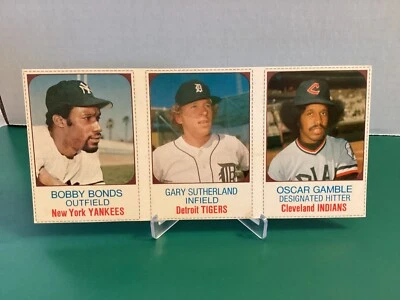 BOBBY BONDS
OUTFIELD
New York YANKEES
GARY SUTHERLAND
INFIELD
Detroit TIGERS
OSCAR GAMBLE
DESIGNATED HITTER
Cleveland INDIANS